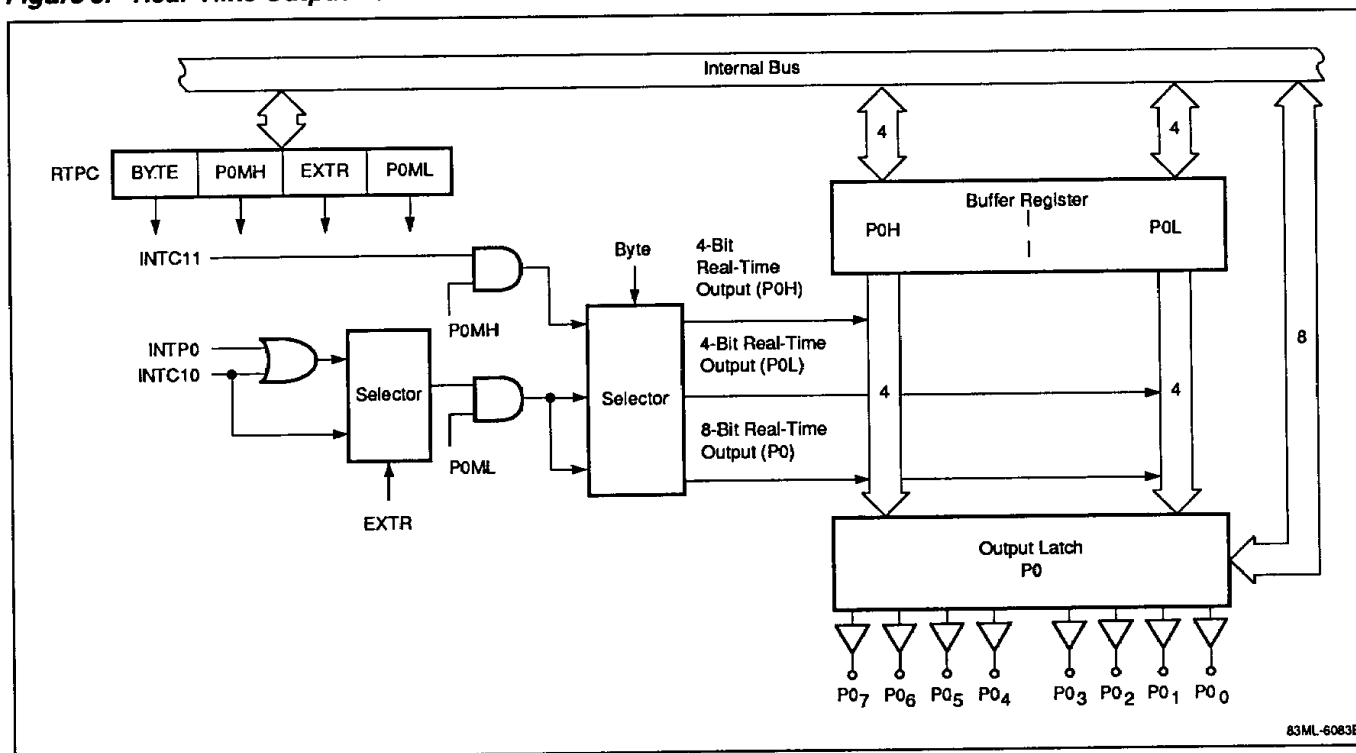 Internal Bus
RTPC
BYTE P0MH EXTR P0ML
4 4
Buffer Register
P0H P0L
INTC11
P0MH
Byte
4-Bit
Real-Time
Output (P0H)
INTP0
INTC10
Selector
EXTR
P0ML
Selector
4-Bit Real-Time
Output (P0L)
8-Bit Real-Time
Output (P0)
4 4
8
Output Latch
P0
P07 P06 P05 P04 P03 P02 P01 P00
83ML-6083B